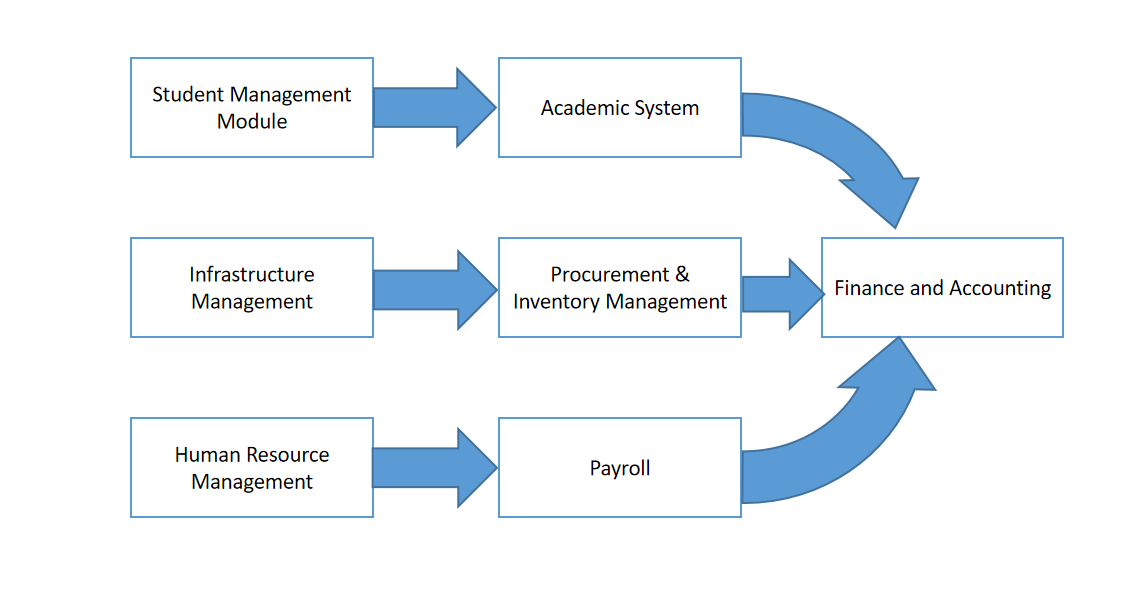 Student Management
Module
Academic System
Infrastructure
Management
Procurement &
Inventory Management
Finance and Accounting
Human Resource
Management
Payroll